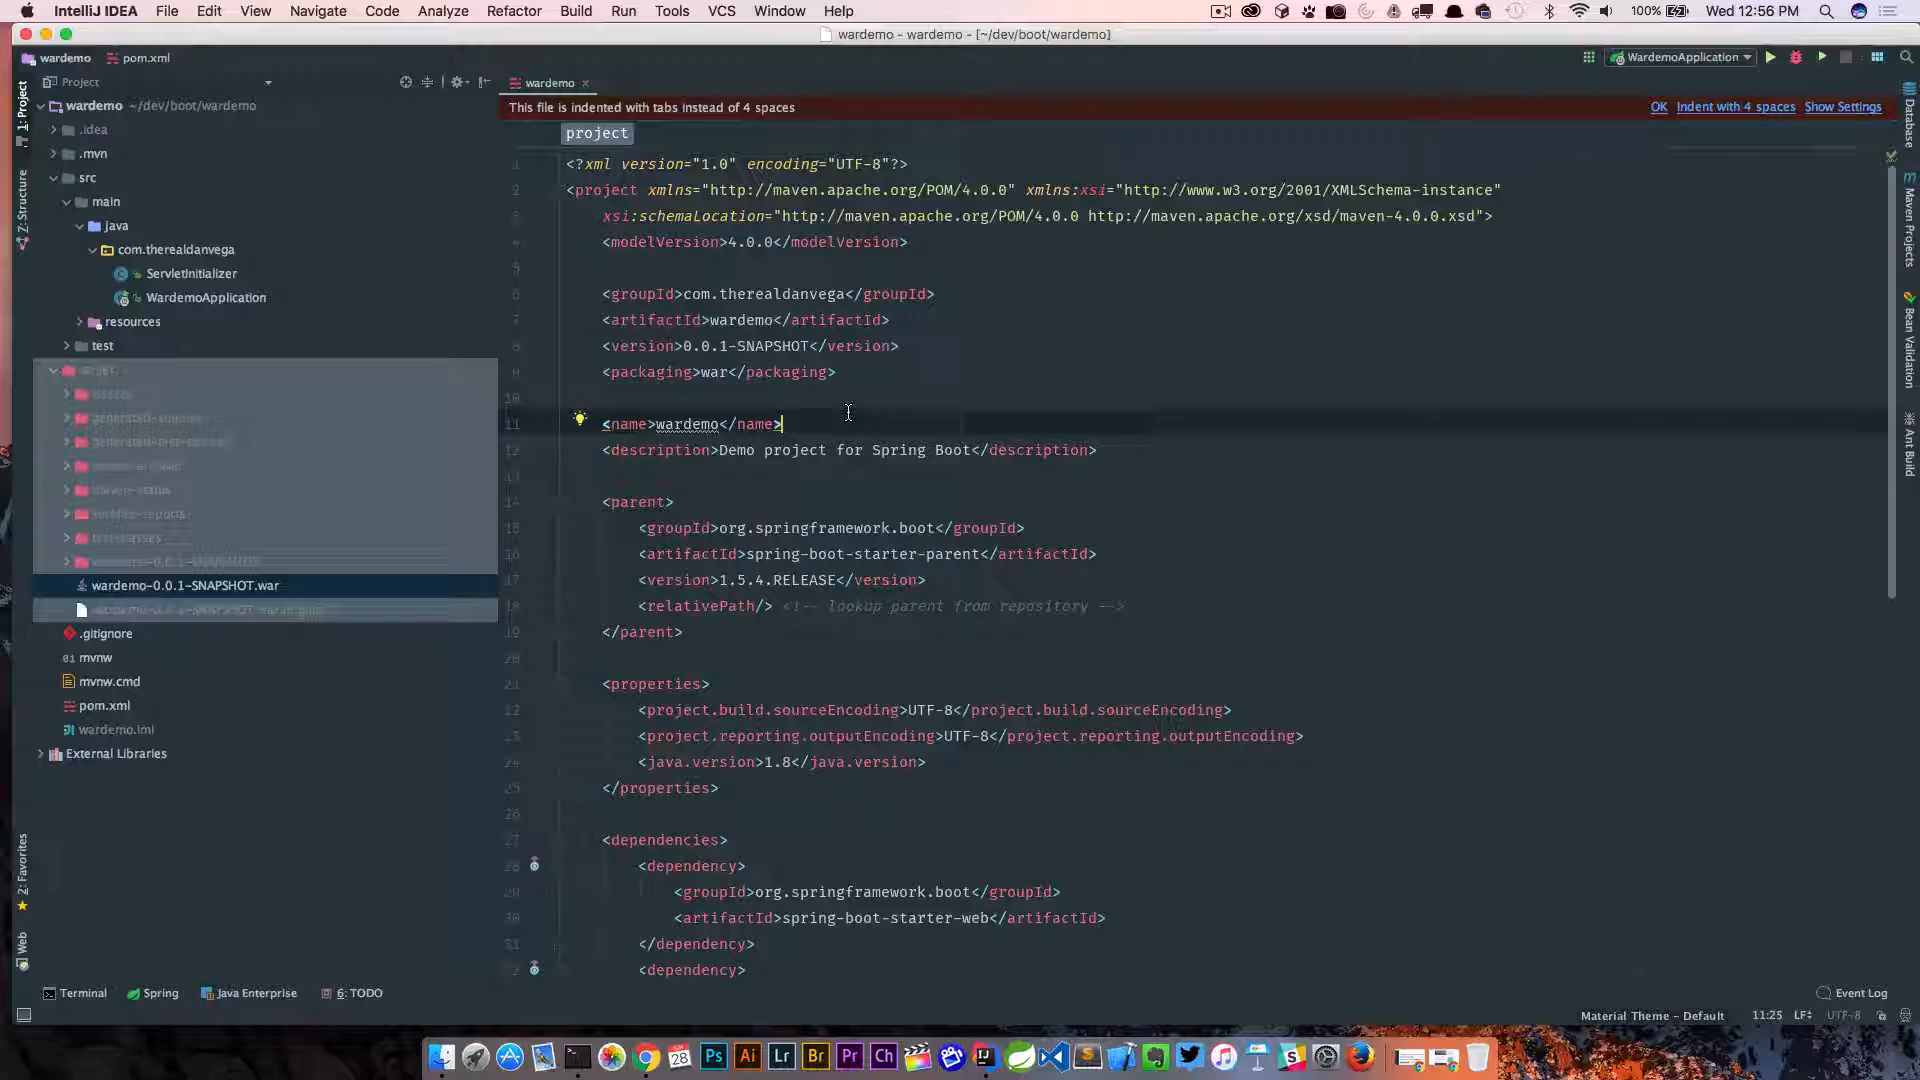 IntelliJ IDEA File Edit View Navigate Code Analyze Refactor Build Run Tools VCS Window Help 100% Wed 12:56 PM
wardemo - wardemo - [~/dev/boot/wardemo]
wardemo pom.xml WardemoApplication
Project wardemo
wardemo ~/dev/boot/wardemo
.idea
.mvn
src
main
java
com.therealdanvega
ServletInitializer
WardemoApplication
resources
test
wardemo-0.0.1-SNAPSHOT.war
.gitignore
mvnw
mvnw.cmd
pom.xml
wardemo.iml
External Libraries
1: Project
Z: Structure
2: Favorites
Web
This file is indented with tabs instead of 4 spaces OK Indent with 4 spaces Show Settings
project
1 <?xml version="1.0" encoding="UTF-8"?>
2 <project xmlns="http://maven.apache.org/POM/4.0.0" xmlns:xsi="http://www.w3.org/2001/XMLSchema-instance"
xsi:schemaLocation="http://maven.apache.org/POM/4.0.0 http://maven.apache.org/xsd/maven-4.0.0.xsd">
<modelVersion>4.0.0</modelVersion>
<groupId>com.therealdanvega</groupId>
<artifactId>wardemo</artifactId>
<version>0.0.1-SNAPSHOT</version>
<packaging>war</packaging>
<name>wardemo</name>
<description>Demo project for Spring Boot</description>
<parent>
<groupId>org.springframework.boot</groupId>
<artifactId>spring-boot-starter-parent</artifactId>
<version>1.5.4.RELEASE</version>
<relativePath/> <!-- lookup parent from repository -->
</parent>
<properties>
<project.build.sourceEncoding>UTF-8</project.build.sourceEncoding>
<project.reporting.outputEncoding>UTF-8</project.reporting.outputEncoding>
<java.version>1.8</java.version>
</properties>
<dependencies>
<dependency>
<groupId>org.springframework.boot</groupId>
<artifactId>spring-boot-starter-web</artifactId>
</dependency>
<dependency>
Database
Maven Projects
Bean Validation
Ant Build
Terminal Spring Java Enterprise 6: TODO Event Log
Material Theme - Default 11:25 LF÷ UTF-8
28 Ps Ai Lr Br Pr Ch